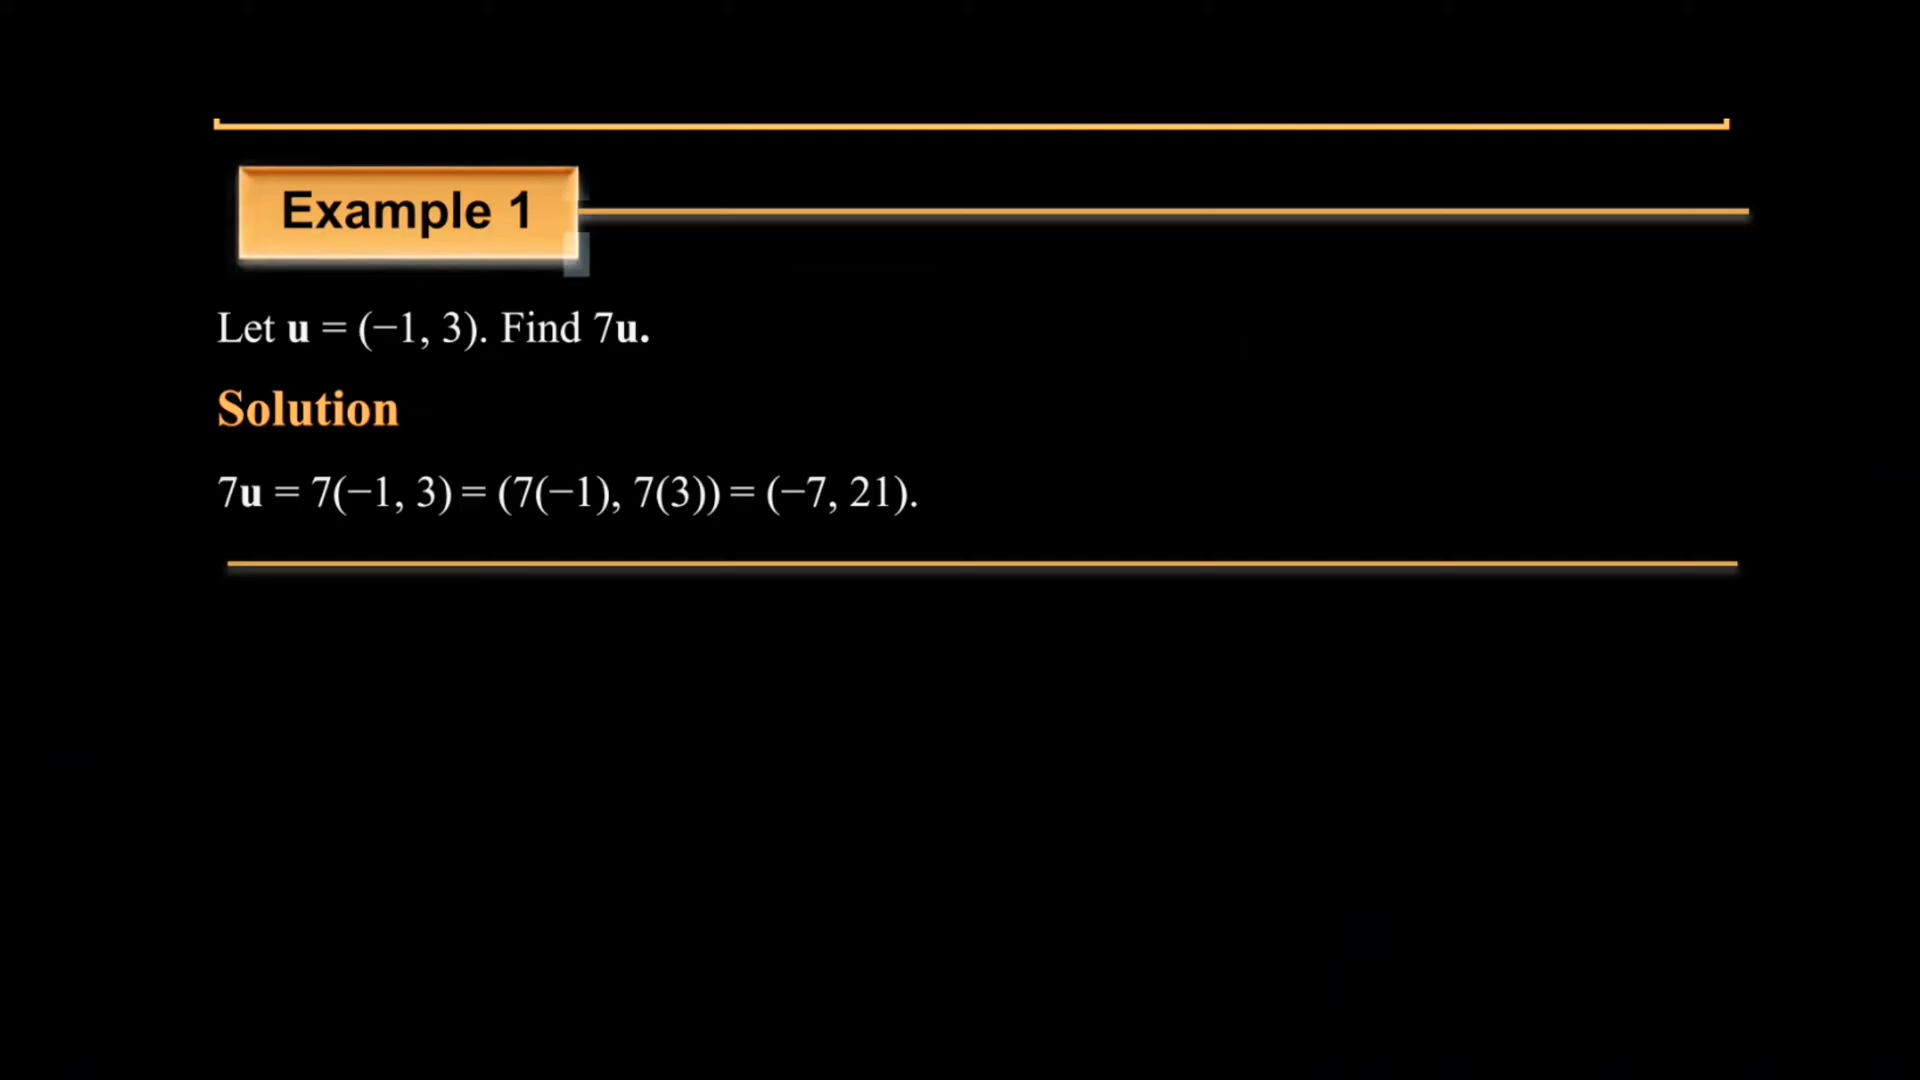 Example 1
Let u = (−1, 3). Find 7u.
Solution
7u = 7(−1, 3) = (7(−1), 7(3)) = (−7, 21).